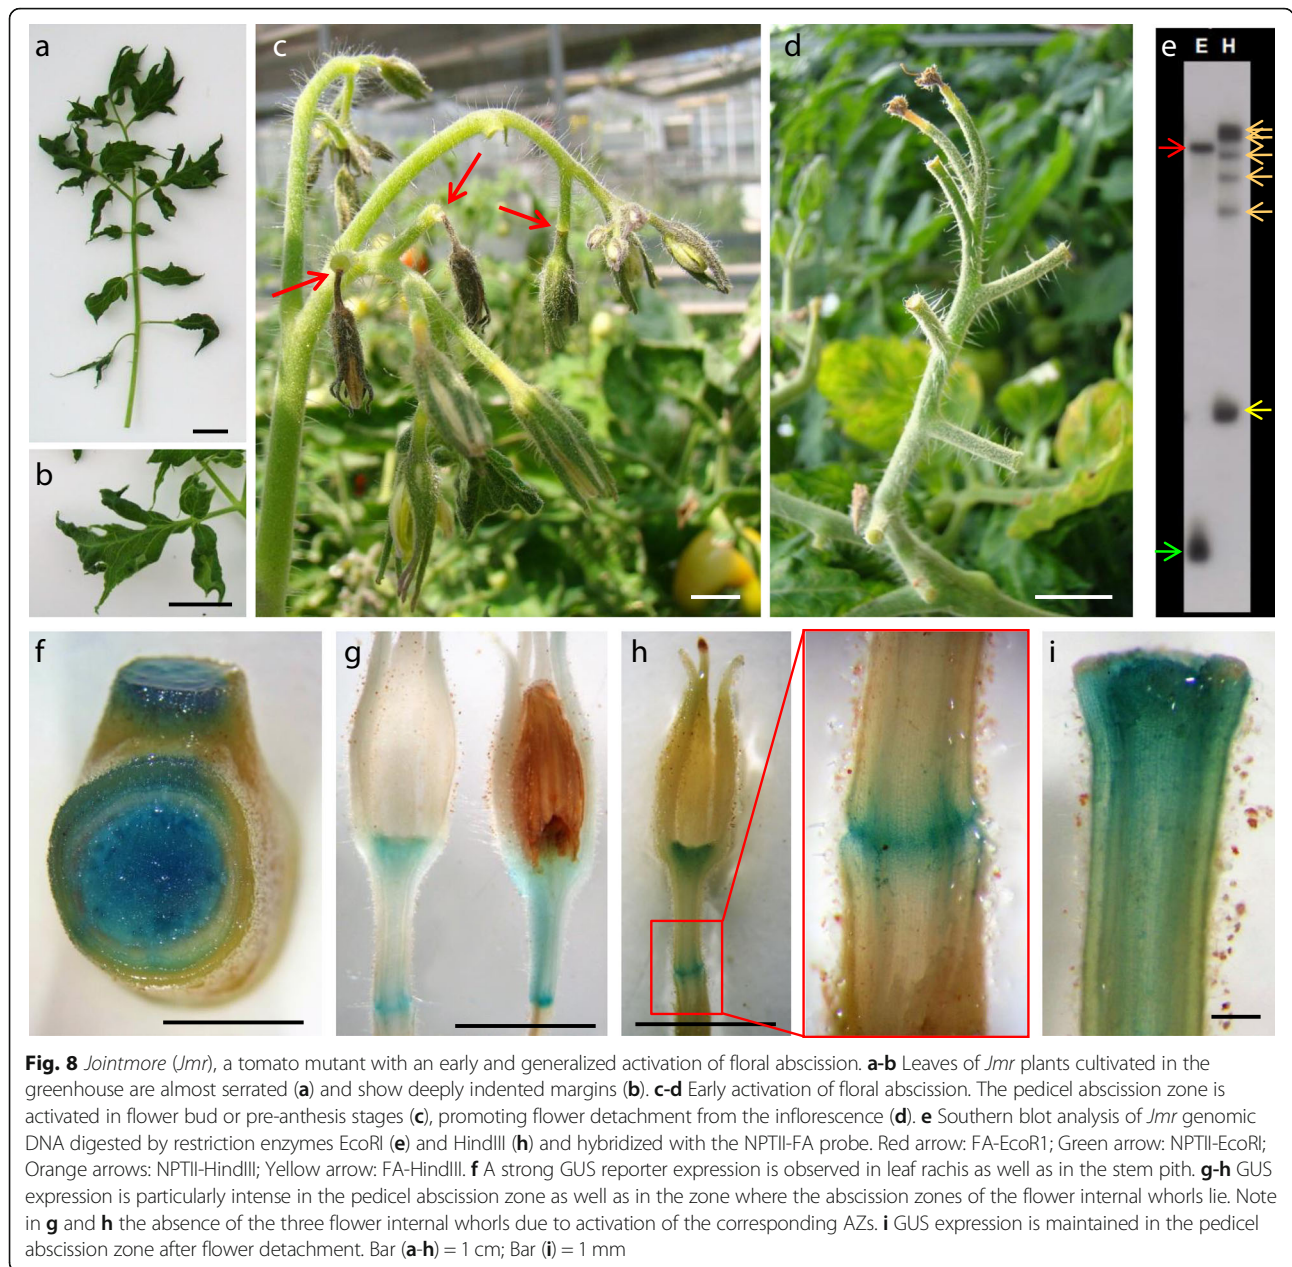 a
c
d
e
E H
b
f
g
h
i
Fig. 8 Jointmore (Jmr), a tomato mutant with an early and generalized activation of floral abscission. a-b Leaves of Jmr plants cultivated in the
greenhouse are almost serrated (a) and show deeply indented margins (b). c-d Early activation of floral abscission. The pedicel abscission zone is
activated in flower bud or pre-anthesis stages (c), promoting flower detachment from the inflorescence (d). e Southern blot analysis of Jmr genomic
DNA digested by restriction enzymes EcoRI (e) and HindIII (h) and hybridized with the NPTII-FA probe. Red arrow: FA-EcoR1; Green arrow: NPTII-EcoRI;
Orange arrows: NPTII-HindIII; Yellow arrow: FA-HindIII. f A strong GUS reporter expression is observed in leaf rachis as well as in the stem pith. g-h GUS
expression is particularly intense in the pedicel abscission zone as well as in the zone where the abscission zones of the flower internal whorls lie. Note
in g and h the absence of the three flower internal whorls due to activation of the corresponding AZs. i GUS expression is maintained in the pedicel
abscission zone after flower detachment. Bar (a-h) = 1 cm; Bar (i) = 1 mm